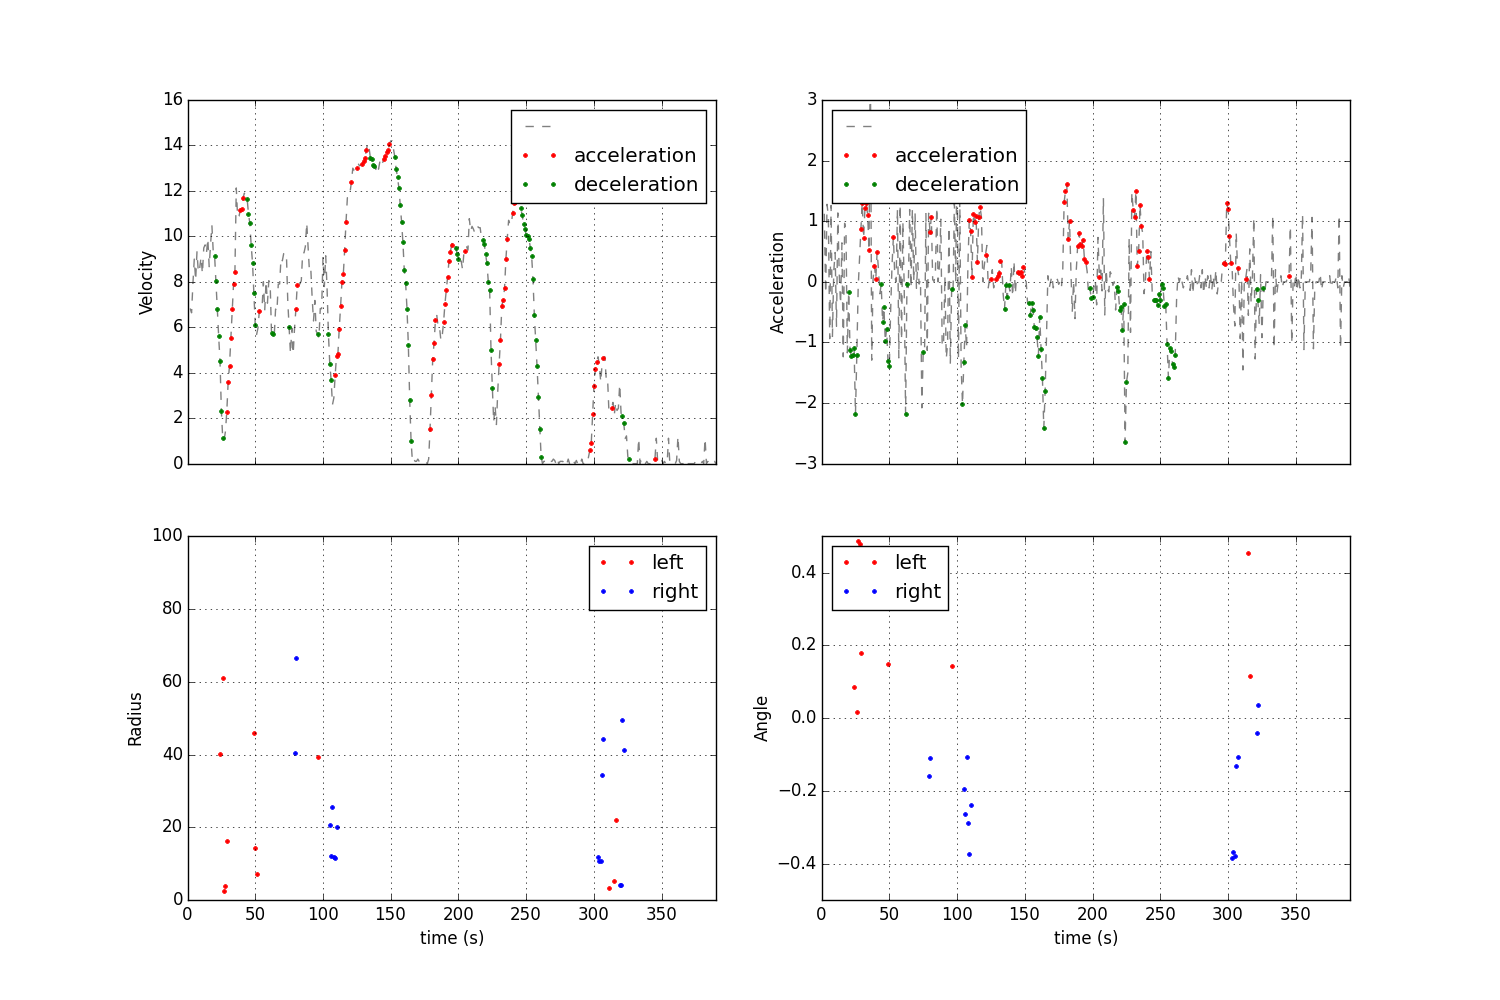 16
14
12
10
8
6
4
2
0
Velocity
acceleration
deceleration
3
2
1
0
−1
−2
−3
Acceleration
acceleration
deceleration
100
80
60
40
20
0
Radius
left
right
0 50 100 150 200 250 300 350
time (s)
0.4
0.2
0.0
−0.2
−0.4
Angle
left
right
0 50 100 150 200 250 300 350
time (s)